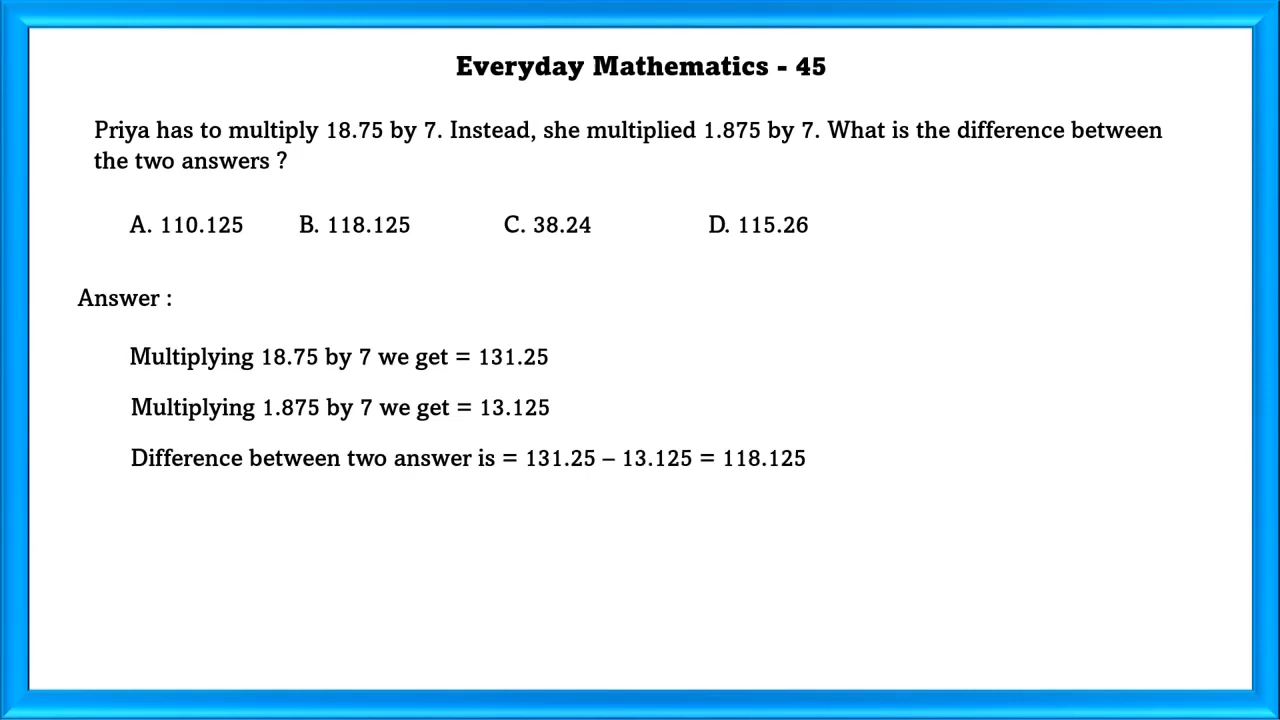 Everyday Mathematics - 45
Priya has to multiply 18.75 by 7. Instead, she multiplied 1.875 by 7. What is the difference between
the two answers ?
A. 110.125 B. 118.125 C. 38.24 D. 115.26
Answer :
Multiplying 18.75 by 7 we get = 131.25
Multiplying 1.875 by 7 we get = 13.125
Difference between two answer is = 131.25 – 13.125 = 118.125